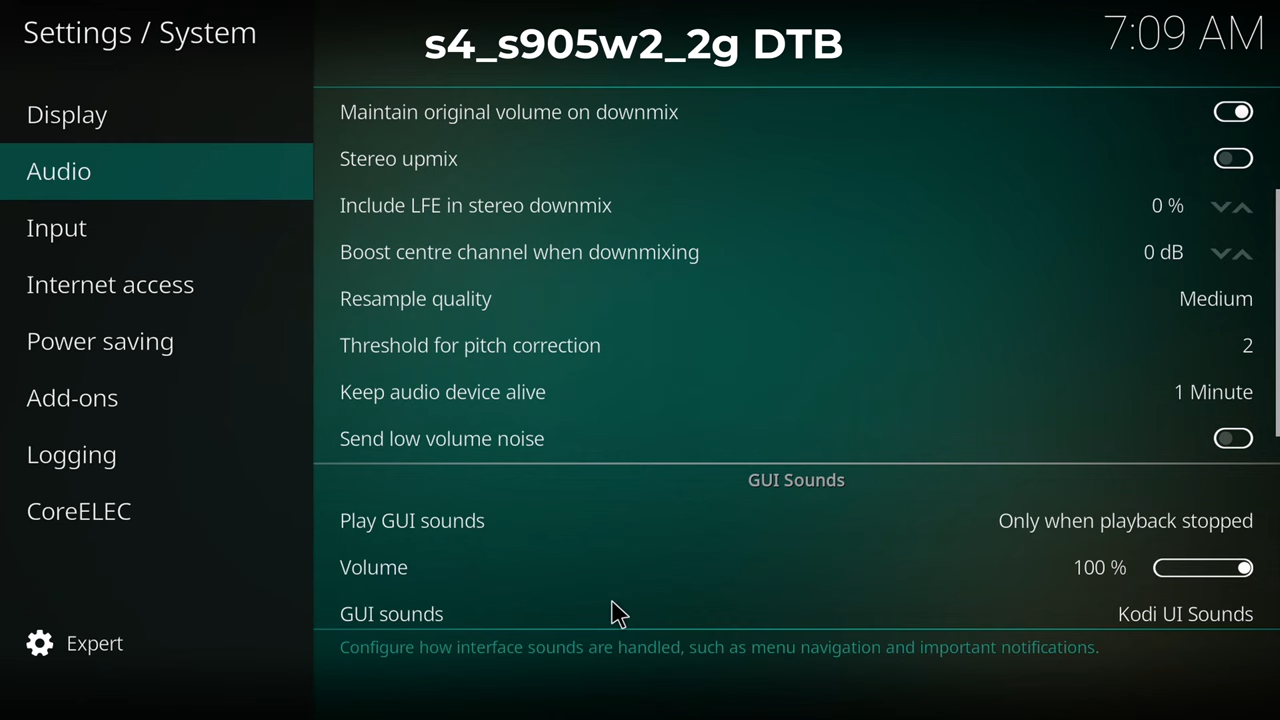 Settings / System
s4_s905w2_2g DTB
7:09 AM
Display
Audio
Input
Internet access
Power saving
Add-ons
Logging
CoreELEC
Expert
Maintain original volume on downmix
Stereo upmix
Include LFE in stereo downmix 0 %
Boost centre channel when downmixing 0 dB
Resample quality Medium
Threshold for pitch correction 2
Keep audio device alive 1 Minute
Send low volume noise
GUI Sounds
Play GUI sounds Only when playback stopped
Volume 100 %
GUI sounds Kodi UI Sounds
Configure how interface sounds are handled, such as menu navigation and important notifications.